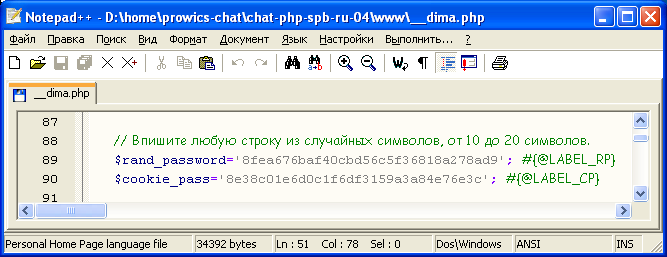 Notepad++ - D:\home\prowics-chat\chat-php-spb-ru-04\www\__dima.php
Файл Правка Поиск Вид Формат Документ Язык Настройки Выполнить... ?
__dima.php
87
88 // Впишите любую строку из случайных символов, от 10 до 20 символов.
89 $rand_password='8fea676baf40cbd56c5f36818a278ad9'; #{@LABEL_RP}
90 $cookie_pass='8e38c01e6d0c1f6df3159a3a84e76e3c'; #{@LABEL_CP}
91
Personal Home Page language file 34392 bytes Ln : 51 Col : 78 Sel : 0 Dos\Windows ANSI INS